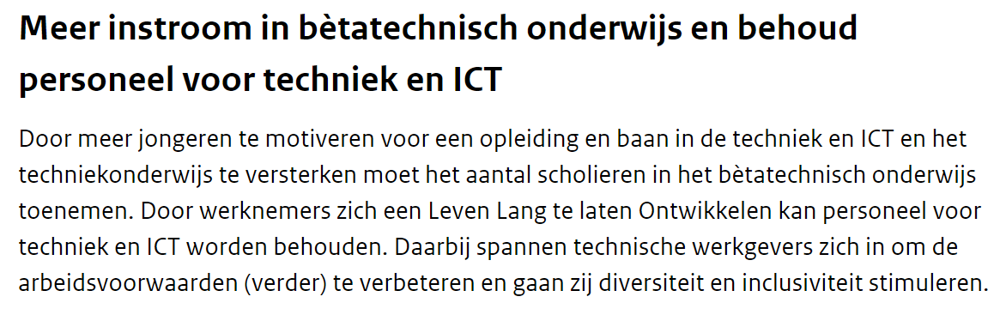 Meer instroom in bètatechnisch onderwijs en behoud
personeel voor techniek en ICT
Door meer jongeren te motiveren voor een opleiding en baan in de techniek en ICT en het
techniekonderwijs te versterken moet het aantal scholieren in het bètatechnisch onderwijs
toenemen. Door werknemers zich een Leven Lang te laten Ontwikkelen kan personeel voor
techniek en ICT worden behouden. Daarbij spannen technische werkgevers zich in om de
arbeidsvoorwaarden (verder) te verbeteren en gaan zij diversiteit en inclusiviteit stimuleren.